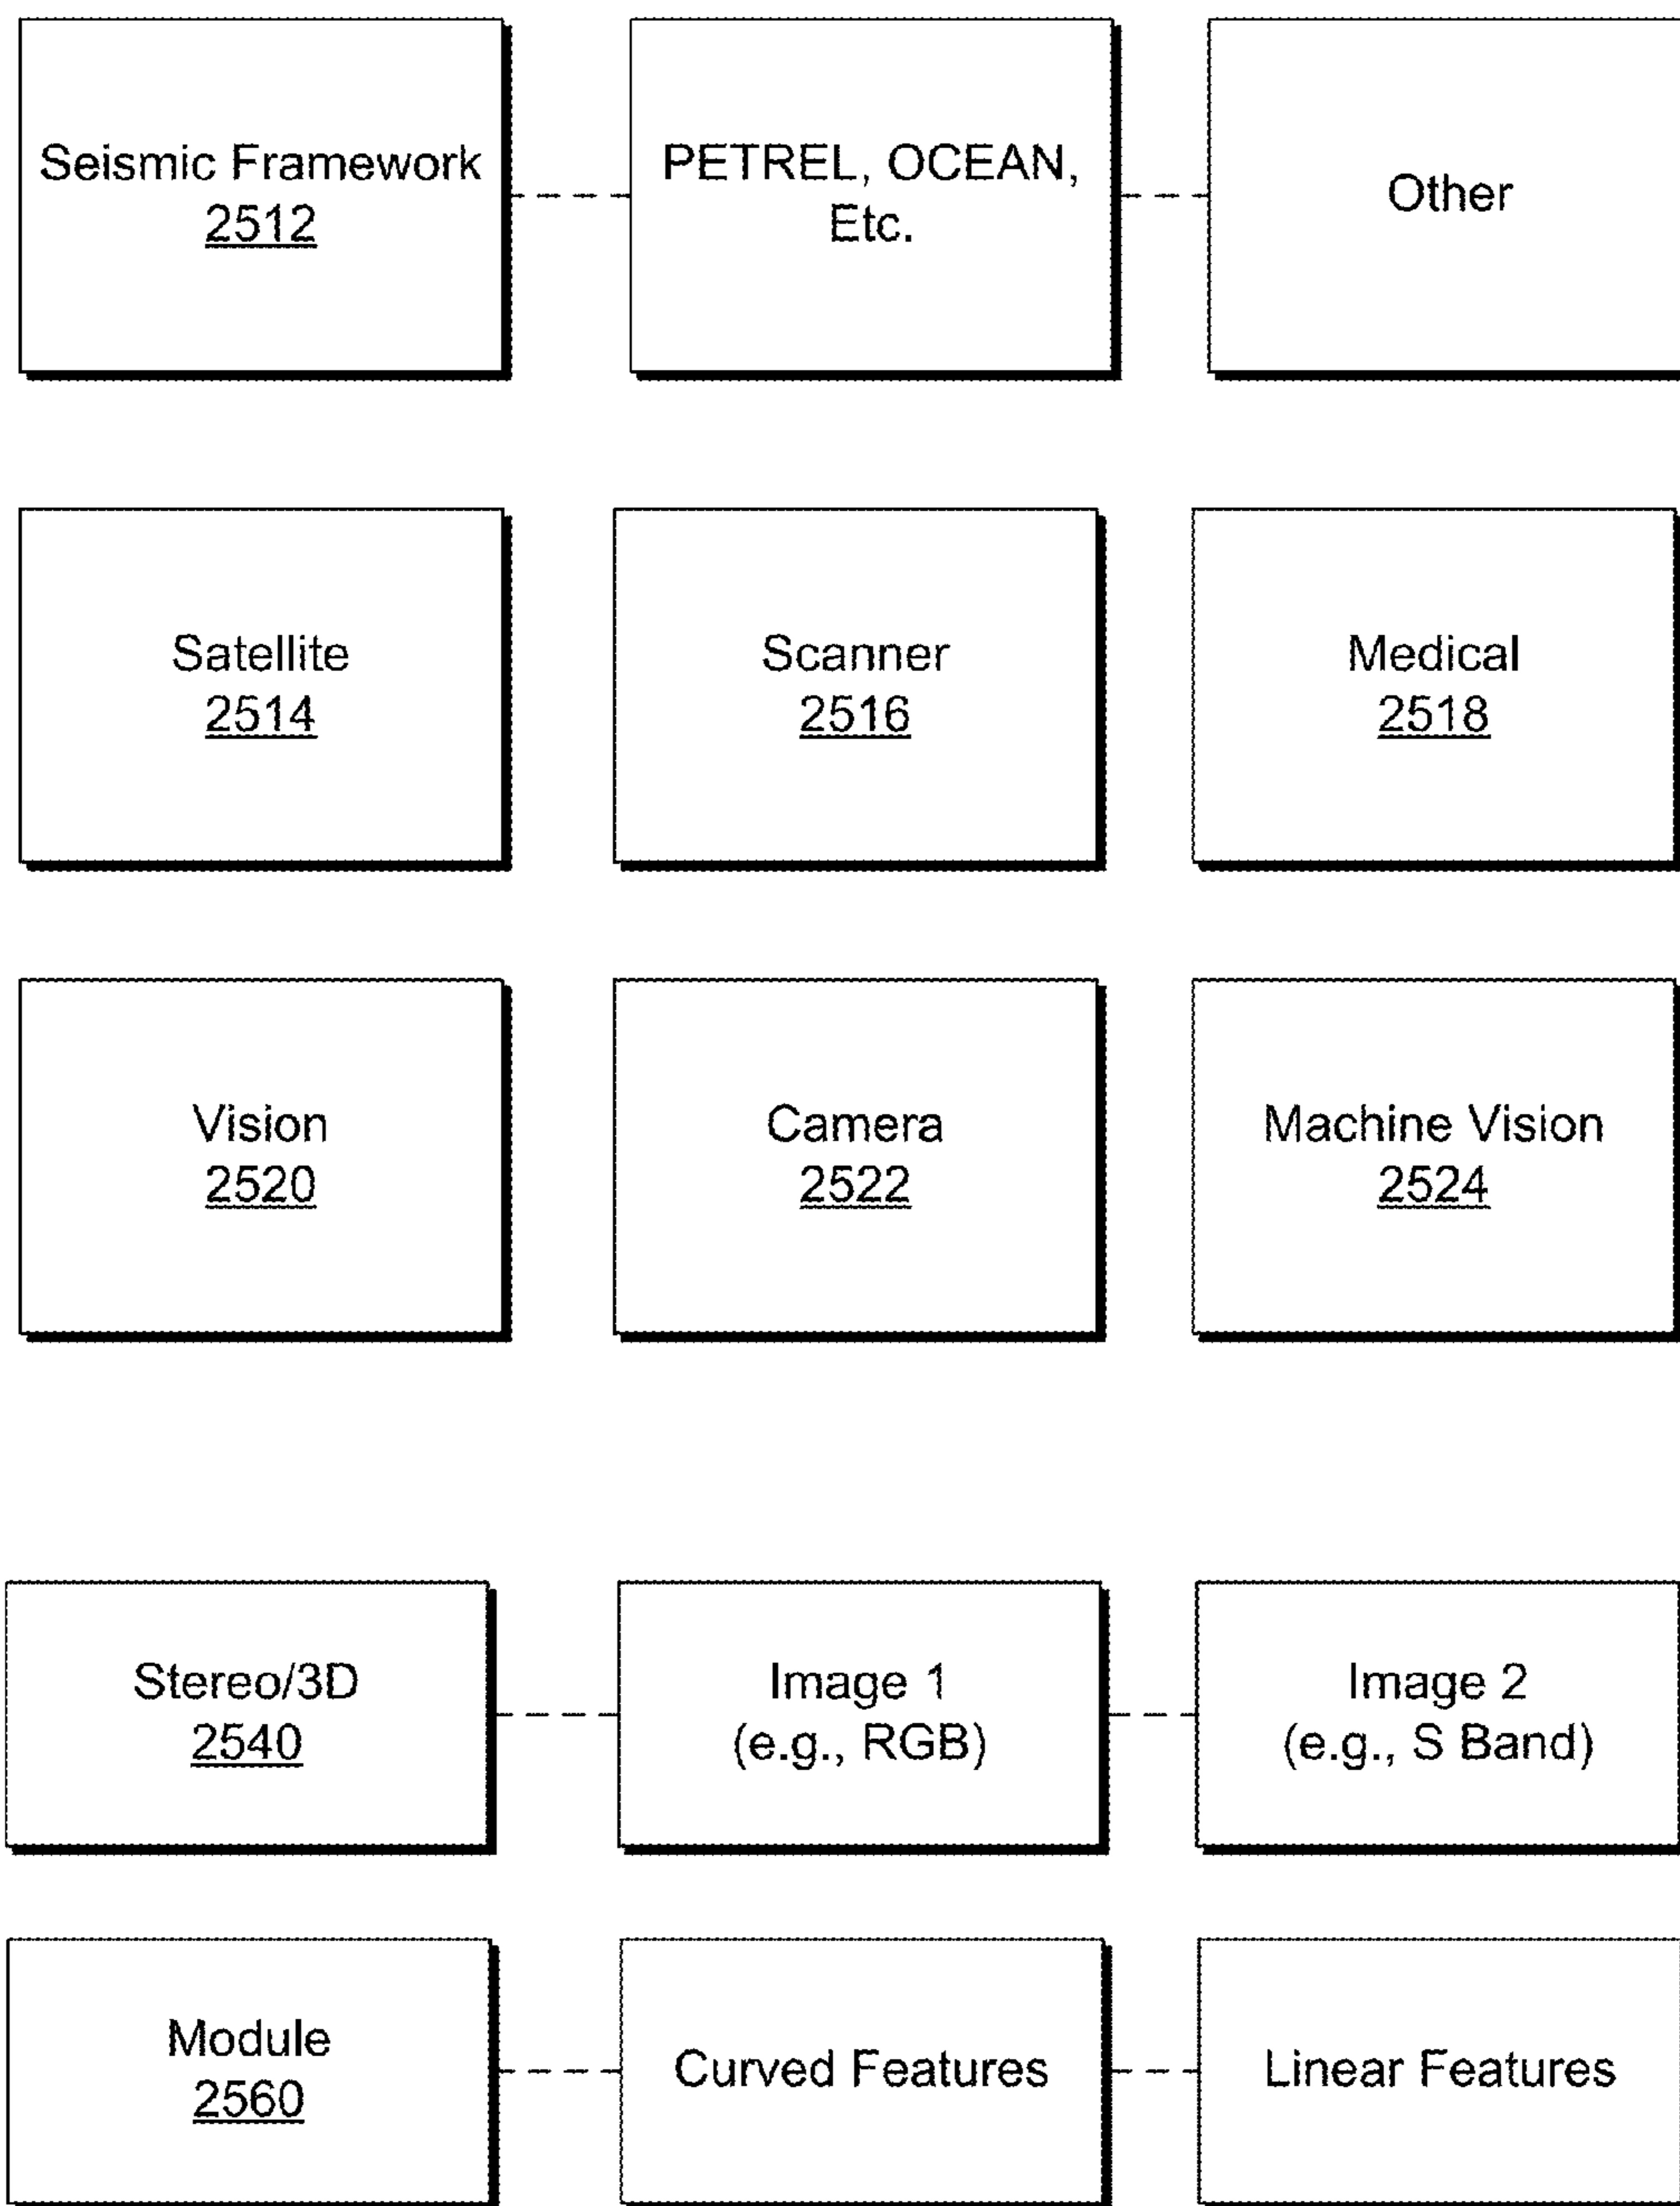 Seismic Framework
2512
PETREL, OCEAN,
Etc.
Other
Satellite
2514
Scanner
2516
Medical
2518
Vision
2520
Camera
2522
Machine Vision
2524
Stereo/3D
2540
Image 1
(e.g., RGB)
Image 2
(e.g., S Band)
Module
2560
Curved Features
Linear Features